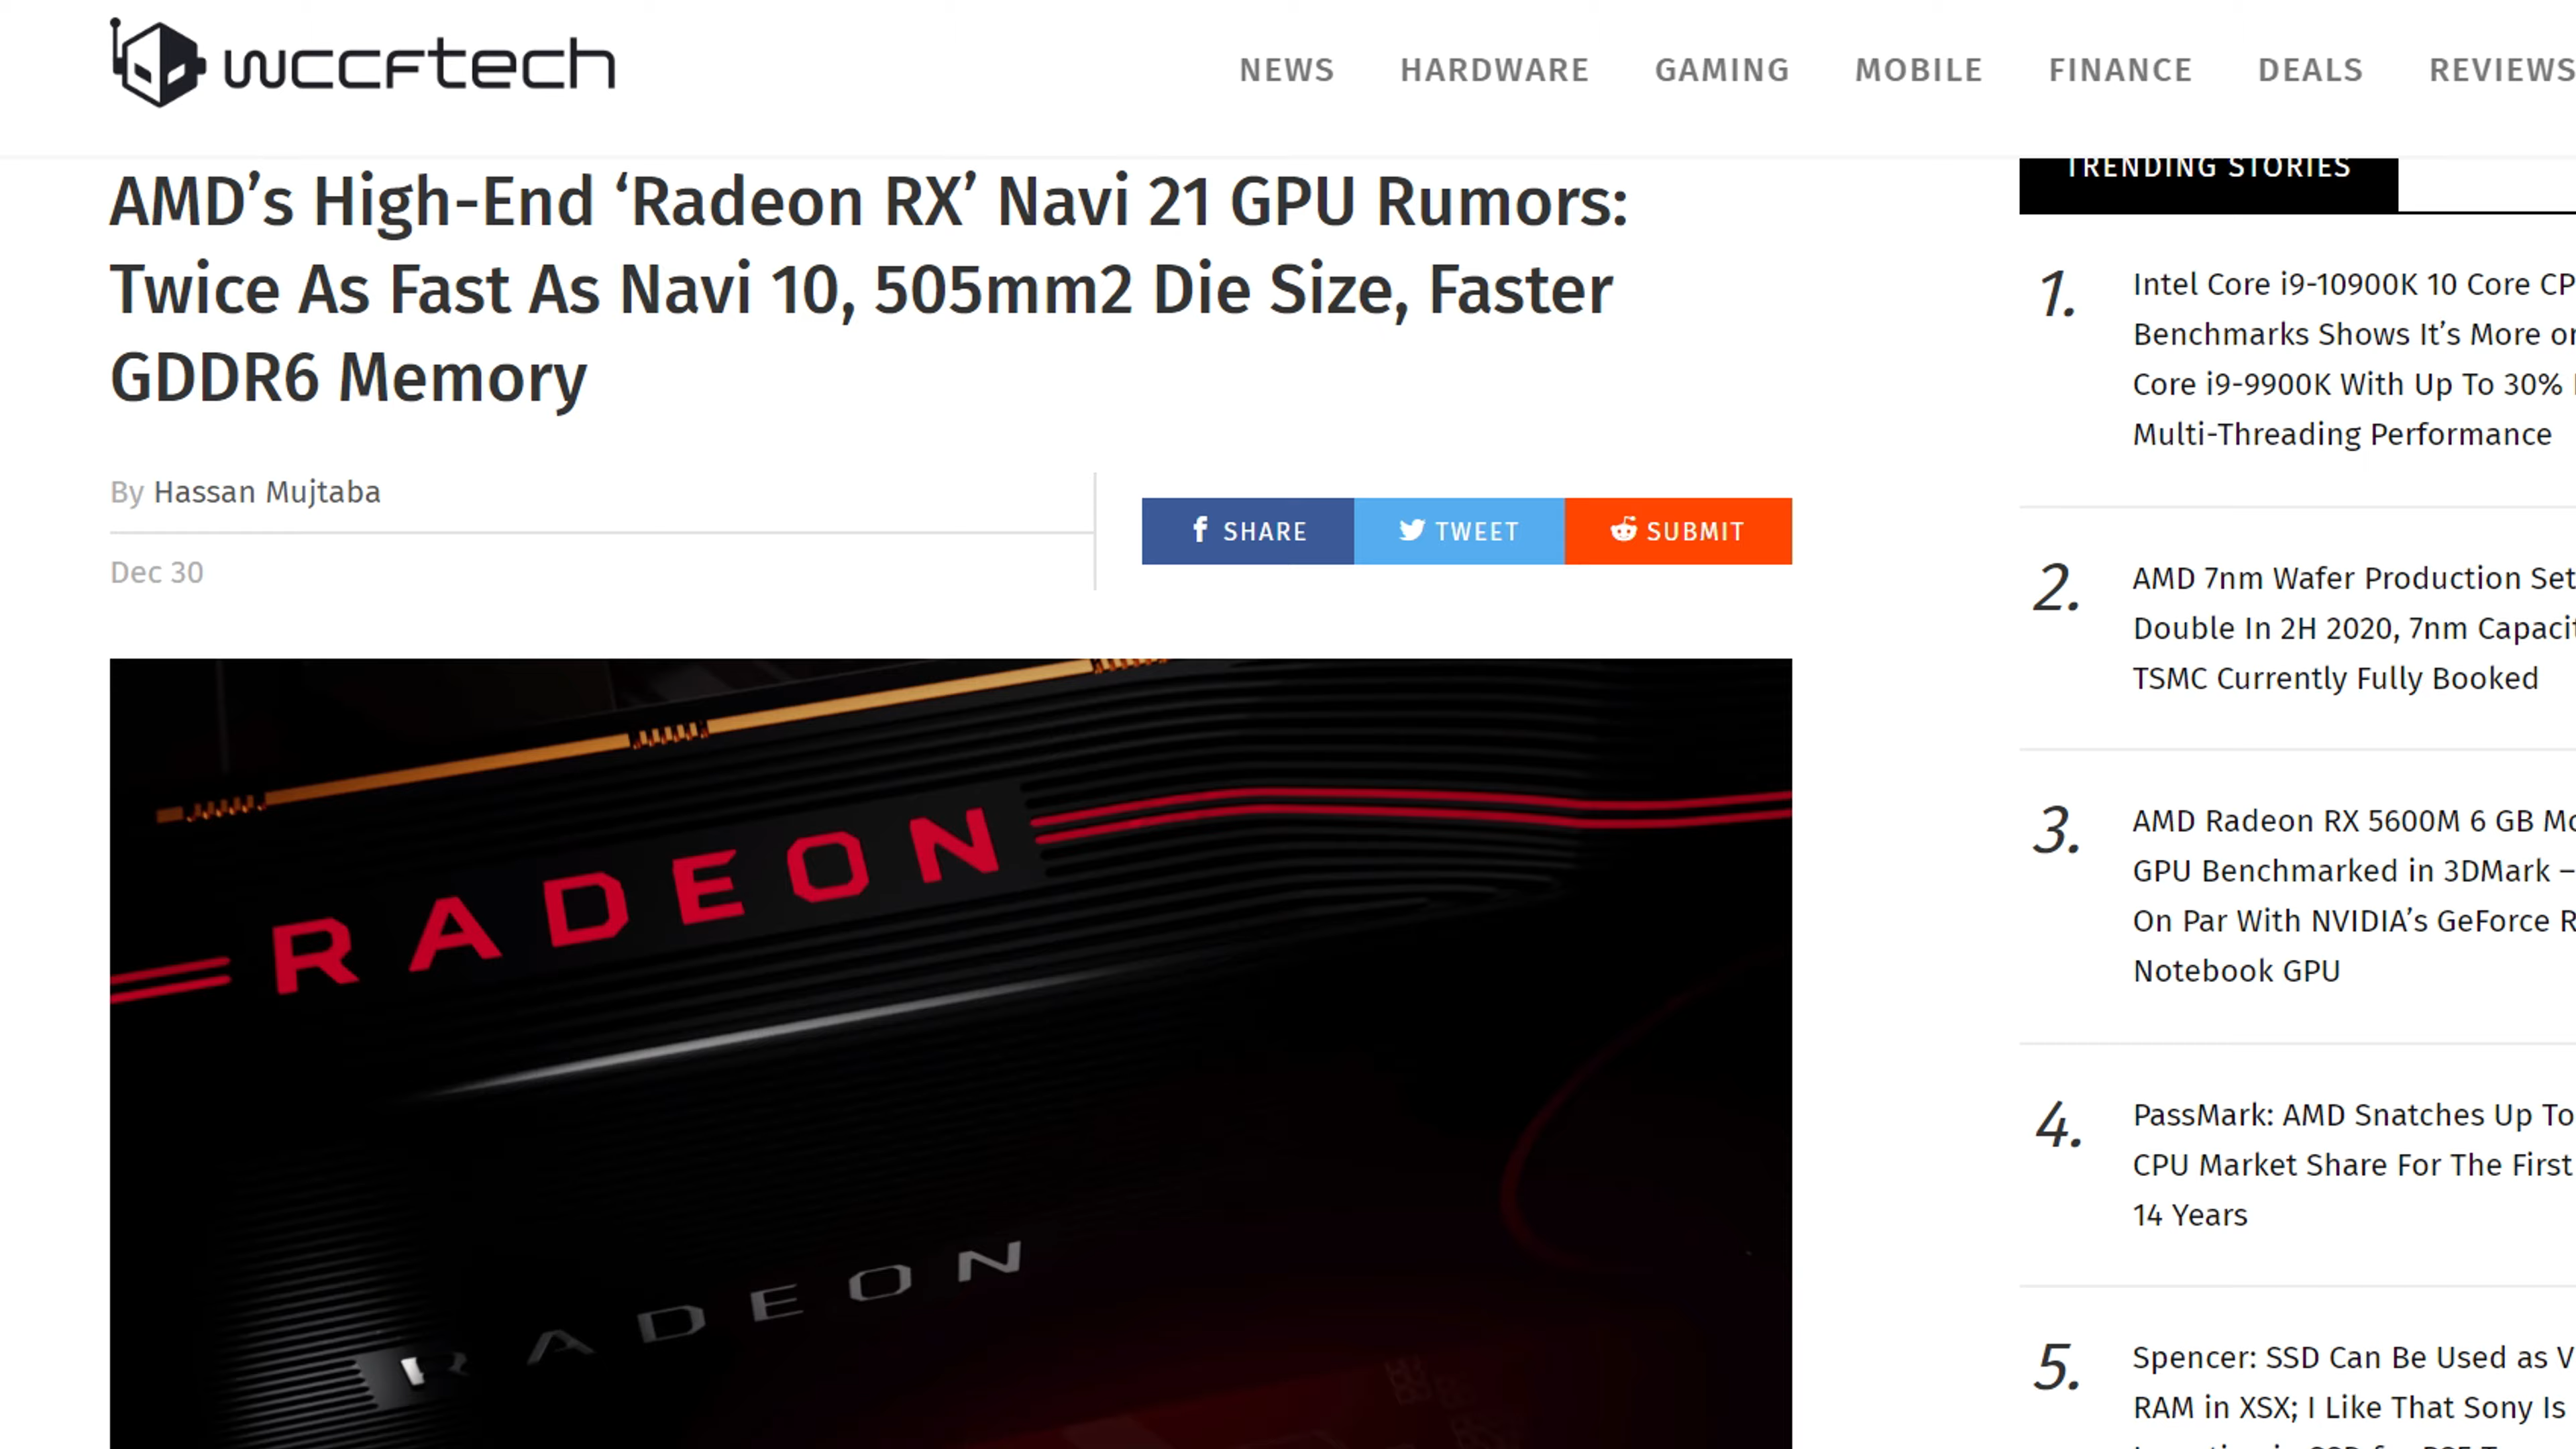 wccftech
NEWS HARDWARE GAMING MOBILE FINANCE DEALS REVIEWS
AMD’s High-End ‘Radeon RX’ Navi 21 GPU Rumors:
Twice As Fast As Navi 10, 505mm2 Die Size, Faster
GDDR6 Memory
By Hassan Mujtaba
Dec 30
SHARE TWEET SUBMIT
RADEON
RADEON
TRENDING STORIES
1.
Intel Core i9-10900K 10 Core
Benchmarks Shows It’s More
Core i9-9900K With Up To 30%
Multi-Threading Performance
2.
AMD 7nm Wafer Production Set
Double In 2H 2020, 7nm
TSMC Currently Fully Booked
3.
AMD Radeon RX 5600M 6 GB
GPU Benchmarked in 3DMark –
On Par With NVIDIA’s GeForce
Notebook GPU
4.
PassMark: AMD Snatches Up To
CPU Market Share For The First
14 Years
5.
Spencer: SSD Can Be Used as
RAM in XSX; I Like That Sony Is